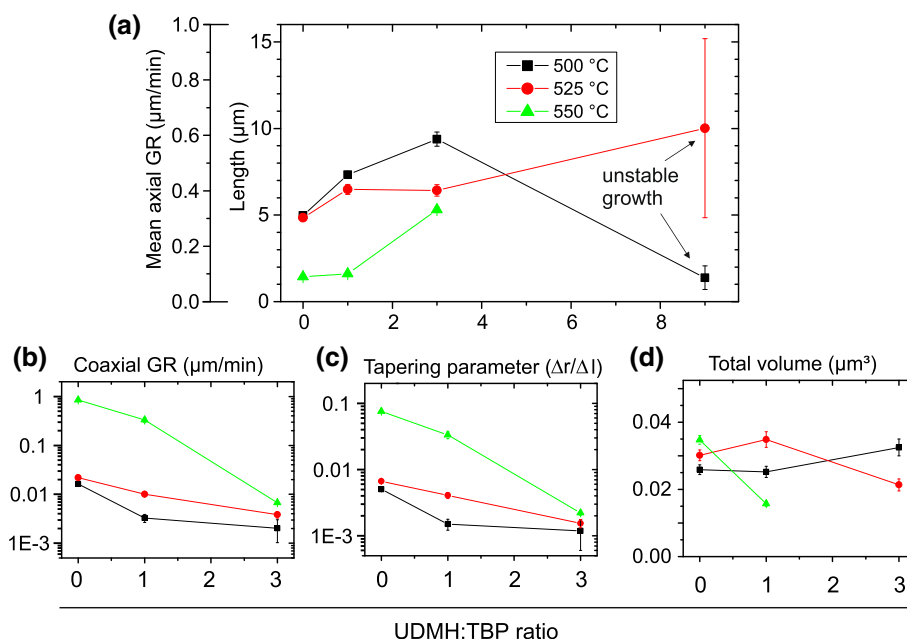 (a)
Mean axial GR (μm/min)
1.0
0.8
0.6
0.4
0.2
0.0
Length (μm)
15
10
5
0
500 °C
525 °C
550 °C
unstable
growth
0 2 4 6 8
(b) Coaxial GR (μm/min)
1
0.1
0.01
1E-3
0 1 3
(c) Tapering parameter (Δr/Δl)
0.1
0.01
1E-3
0 1 3
(d) Total volume (μm³)
0.04
0.02
0.00
0 1 3
UDMH:TBP ratio